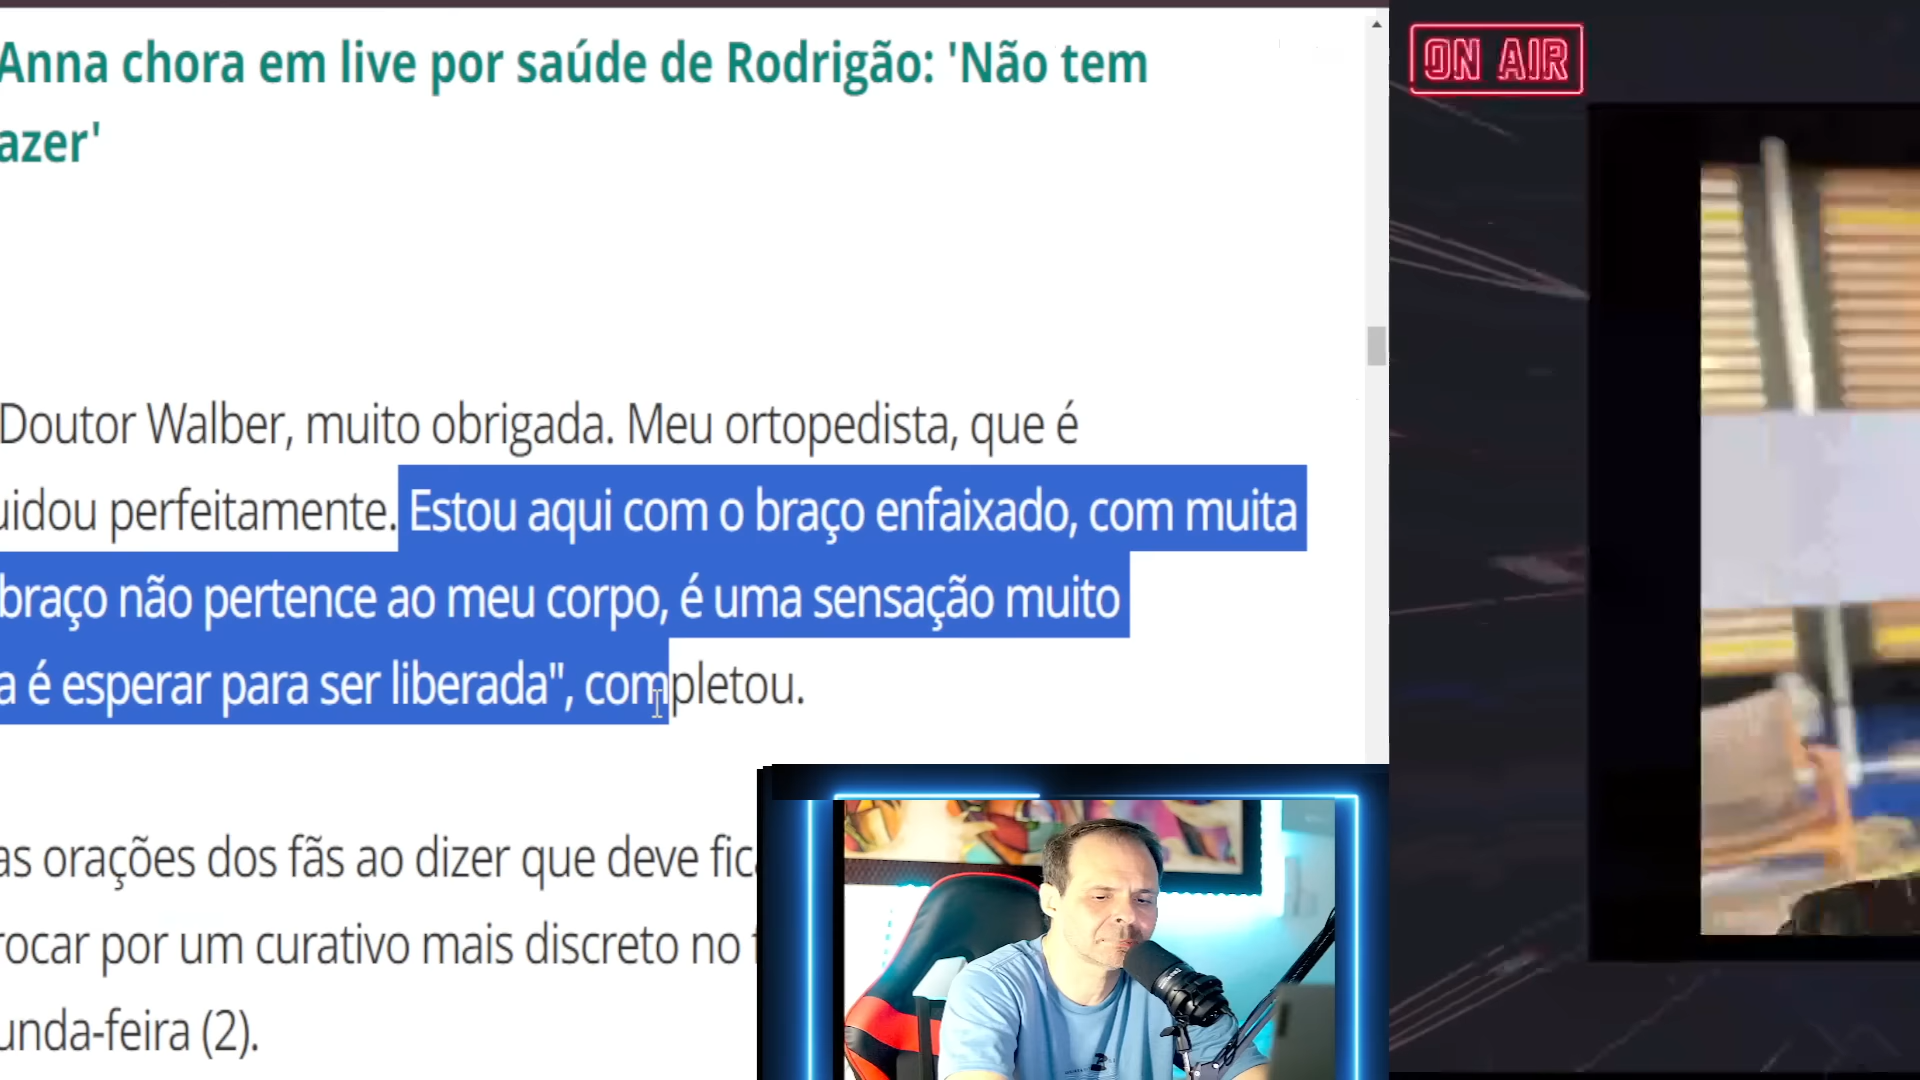 Anna chora em live por saúde de Rodrigão: 'Não tem
azer'
ON AIR
Doutor Walber, muito obrigada. Meu ortopedista, que é
uidou perfeitamente. Estou aqui com o braço enfaixado, com muita
braço não pertence ao meu corpo, é uma sensação muito
a é esperar para ser liberada", completou.
as orações dos fãs ao dizer que deve fic
rocar por um curativo mais discreto no
unda-feira (2).